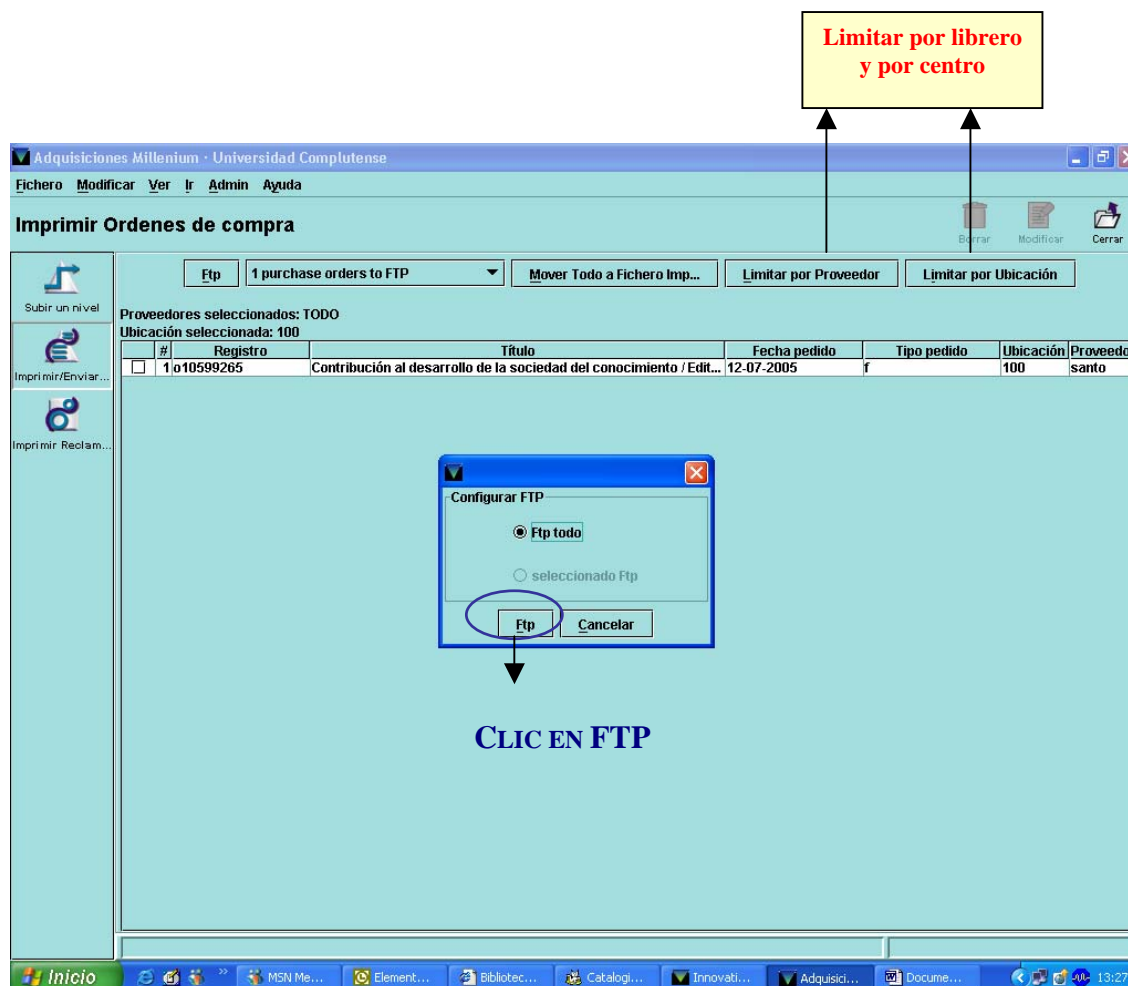 Limitar por librero
y por centro
Adquisiciones Millenium · Universidad Complutense
Fichero Modificar Ver Ir Admin Ayuda
Imprimir Ordenes de compra
Borrar Modificar Cerrar
Ftp 1 purchase orders to FTP Mover Todo a Fichero Imp... Limitar por Proveedor Limitar por Ubicación
Subir un nivel
Proveedores seleccionados: TODO
Ubicación seleccionada: 100
# Registro Título Fecha pedido Tipo pedido Ubicación Proveedo
1 o10599265 Contribución al desarrollo de la sociedad del conocimiento / Edit... 12-07-2005 f 100 santo
Imprimir/Enviar...
Imprimir Reclam...
Configurar FTP
Ftp todo
seleccionado Ftp
Ftp Cancelar
CLIC EN FTP
Inicio » MSN Me... Element... Bibliotec... Catalogi... Innovati... Adquisici... Docume... 13:27